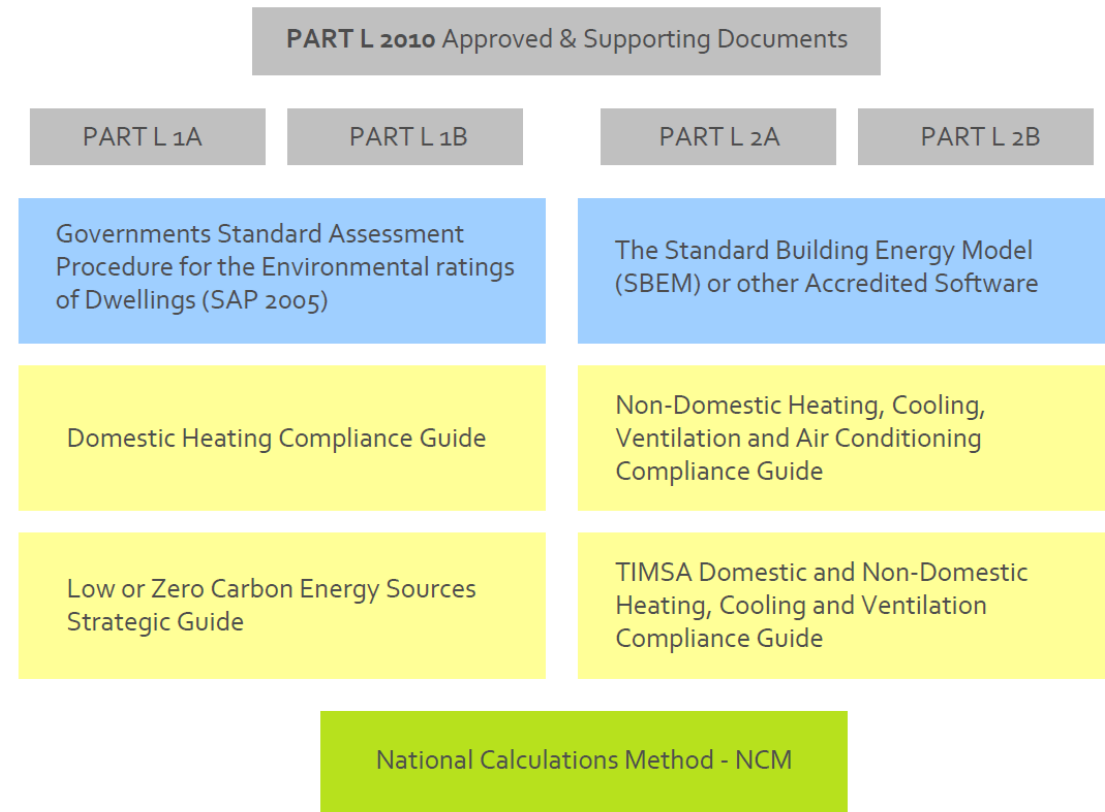 PART L 2010 Approved & Supporting Documents
PART L 1A
PART L 1B
PART L 2A
PART L 2B
Governments Standard Assessment
Procedure for the Environmental ratings
of Dwellings (SAP 2005)
The Standard Building Energy Model
(SBEM) or other Accredited Software
Domestic Heating Compliance Guide
Non-Domestic Heating, Cooling,
Ventilation and Air Conditioning
Compliance Guide
Low or Zero Carbon Energy Sources
Strategic Guide
TIMSA Domestic and Non-Domestic
Heating, Cooling and Ventilation
Compliance Guide
National Calculations Method - NCM